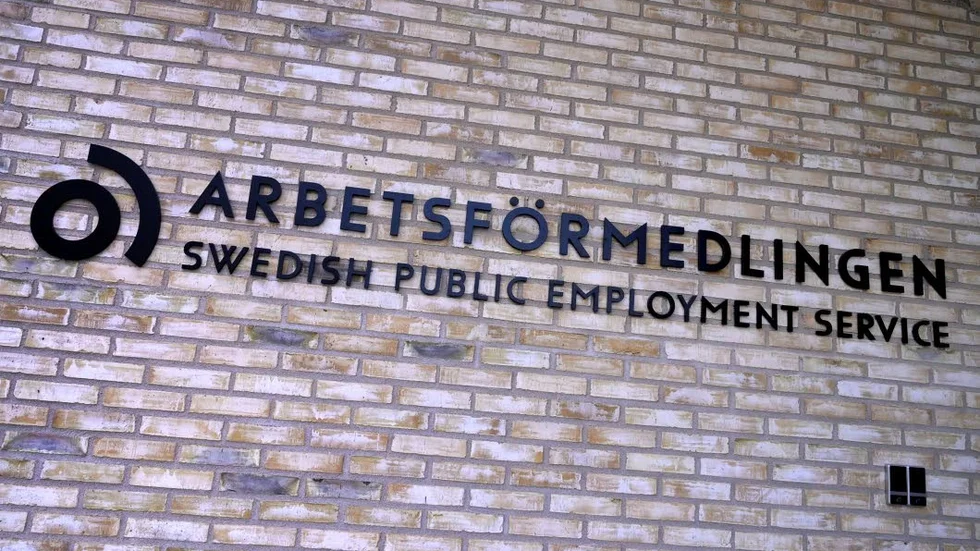 ARBETSFÖRMEDLINGEN
SWEDISH PUBLIC EMPLOYMENT SERVICE